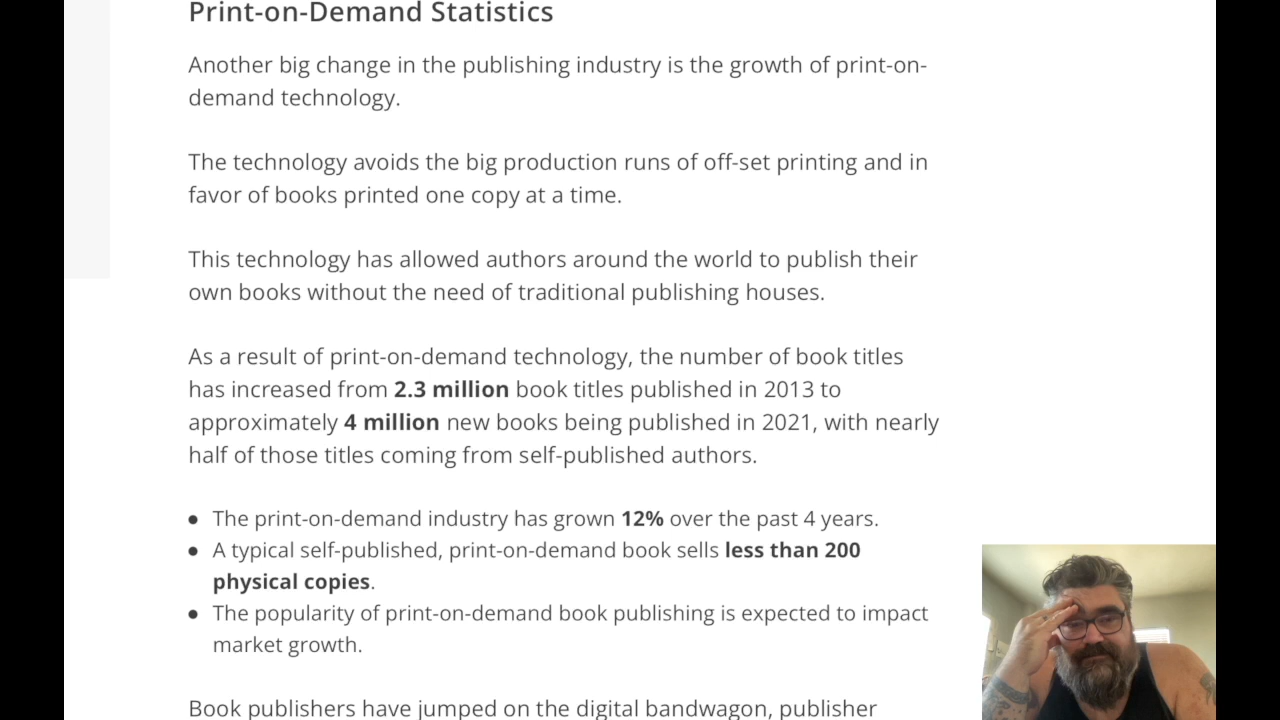 Print-on-Demand Statistics
Another big change in the publishing industry is the growth of print-on-
demand technology.
The technology avoids the big production runs of off-set printing and in
favor of books printed one copy at a time.
This technology has allowed authors around the world to publish their
own books without the need of traditional publishing houses.
As a result of print-on-demand technology, the number of book titles
has increased from 2.3 million book titles published in 2013 to
approximately 4 million new books being published in 2021, with nearly
half of those titles coming from self-published authors.
● The print-on-demand industry has grown 12% over the past 4 years.
● A typical self-published, print-on-demand book sells less than 200
physical copies.
● The popularity of print-on-demand book publishing is expected to impact
market growth.
Book publishers have jumped on the digital bandwagon, publisher